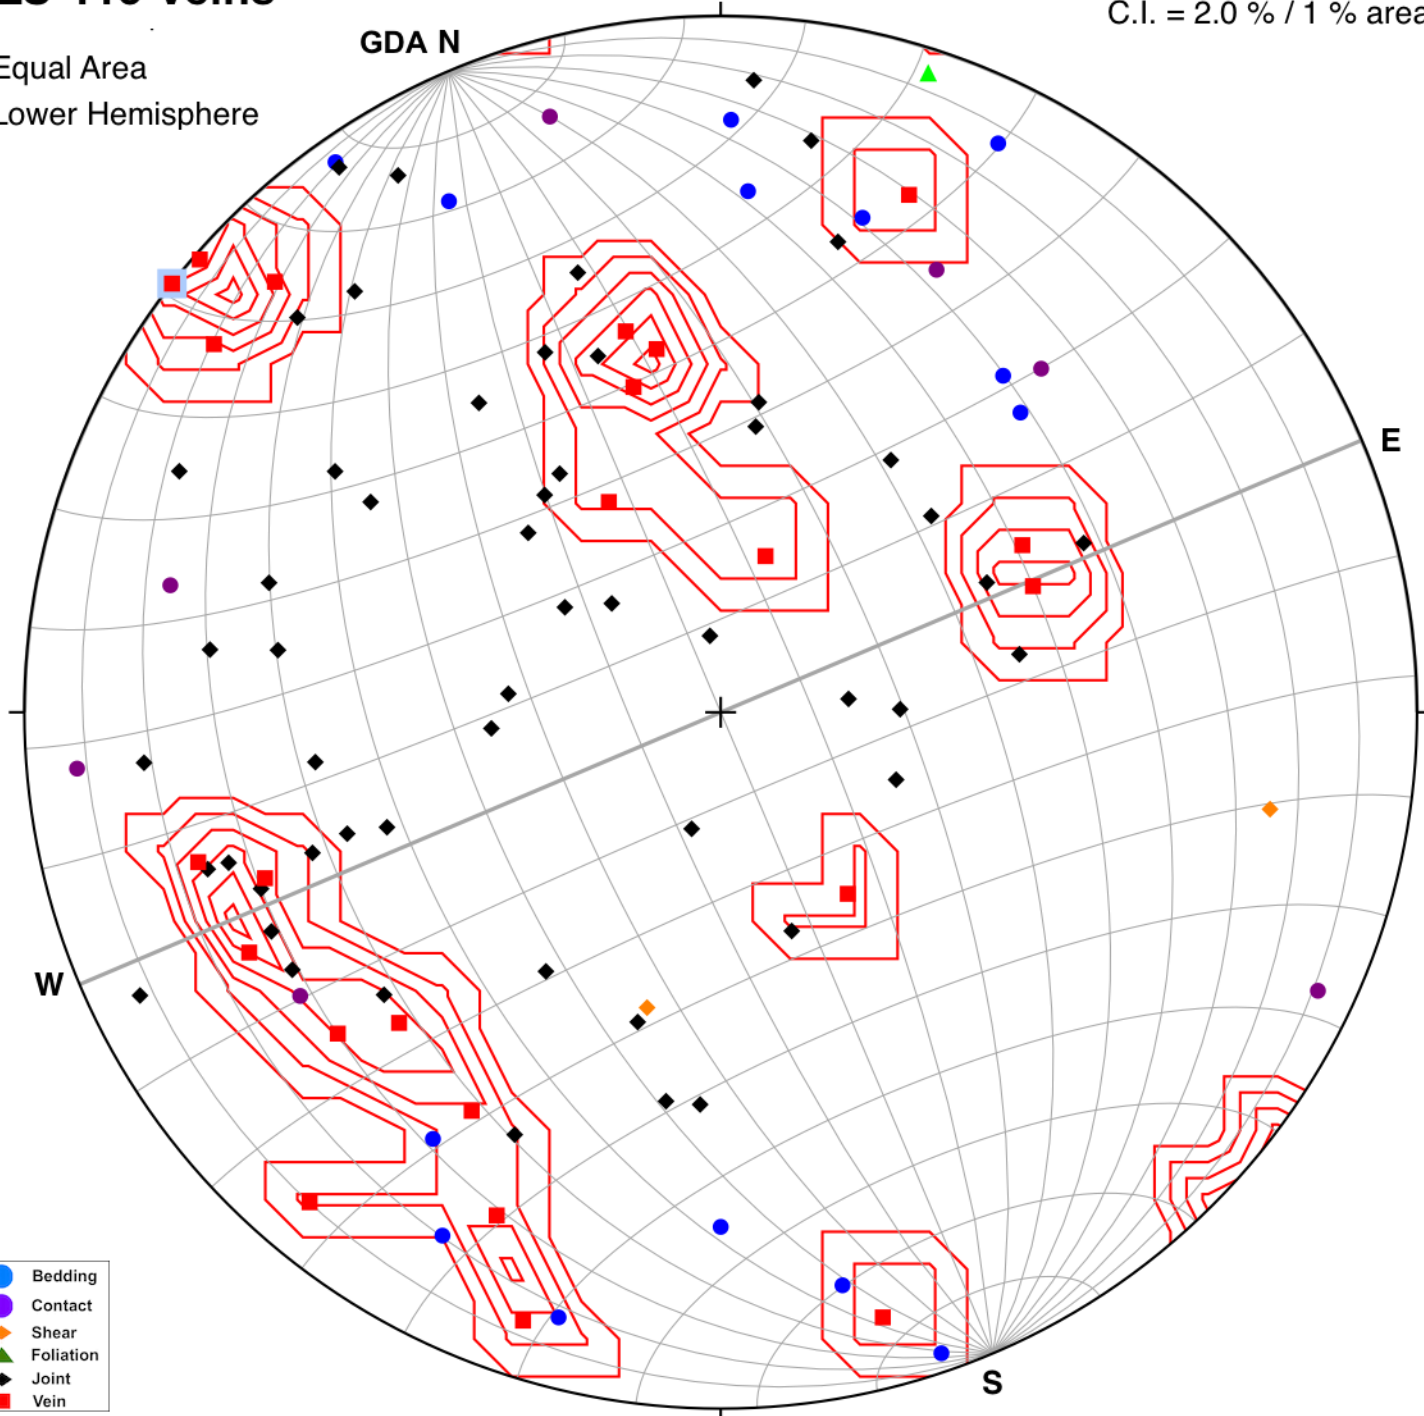 C.I. = 2.0 % / 1 % area
GDA N
Equal Area
Lower Hemisphere
E
W
S
Bedding
Contact
Shear
Foliation
Joint
Vein